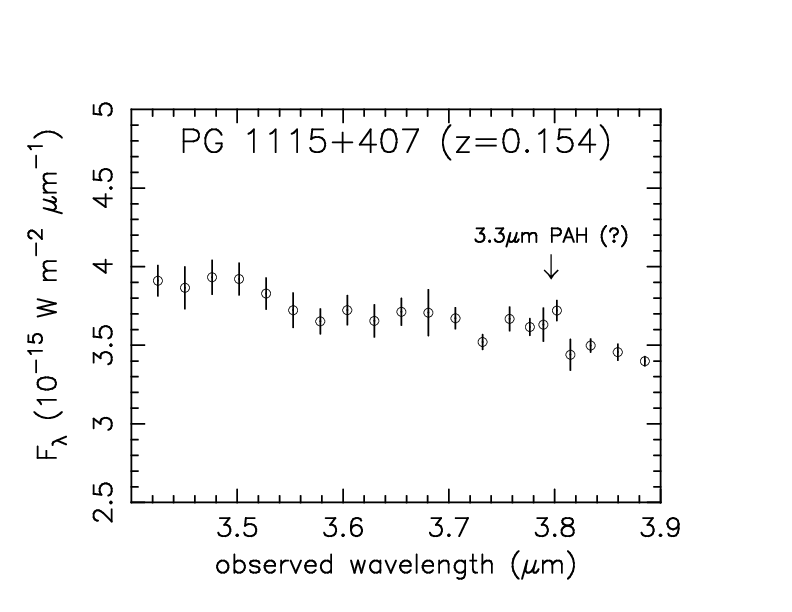 PG 1115+407 (z=0.154)
3.3μm PAH (?)
5
4.5
4
3.5
3
2.5
F_λ (10^−15 W m^−2 μm^−1)
3.5 3.6 3.7 3.8 3.9
observed wavelength (μm)